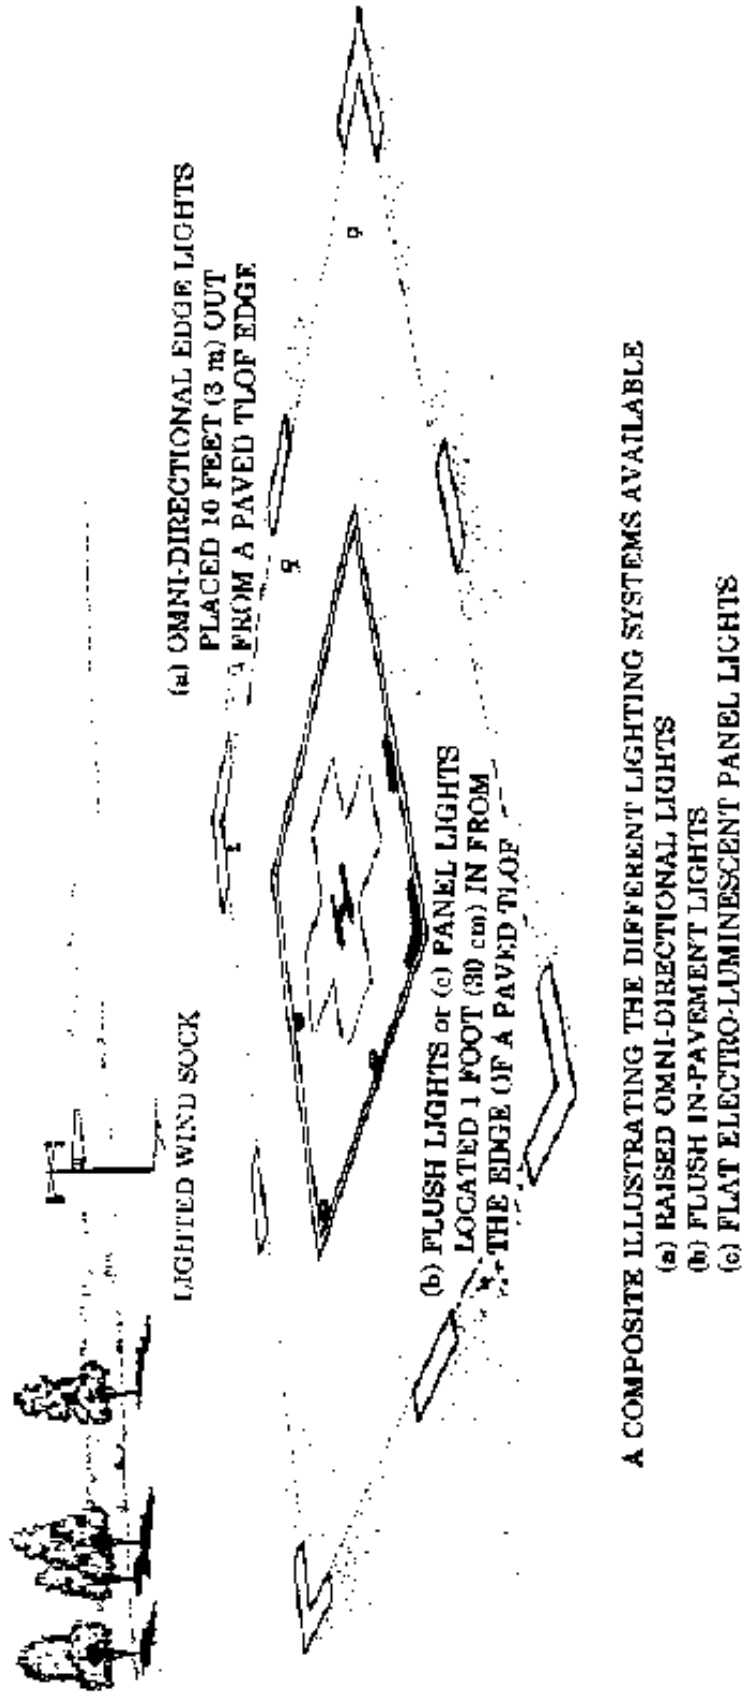 (a) OMNI-DIRECTIONAL EDGE LIGHTS
PLACED 10 FEET (3 m) OUT
FROM A PAVED TLOF EDGE
LIGHTED WIND SOCK
(b) FLUSH LIGHTS or (c) PANEL LIGHTS
LOCATED 1 FOOT (30 cm) IN FROM
THE EDGE OF A PAVED TLOF
H
A COMPOSITE ILLUSTRATING THE DIFFERENT LIGHTING SYSTEMS AVAILABLE
(a) RAISED OMNI-DIRECTIONAL LIGHTS
(b) FLUSH IN-PAVEMENT LIGHTS
(c) FLAT ELECTRO-LUMINESCENT PANEL LIGHTS